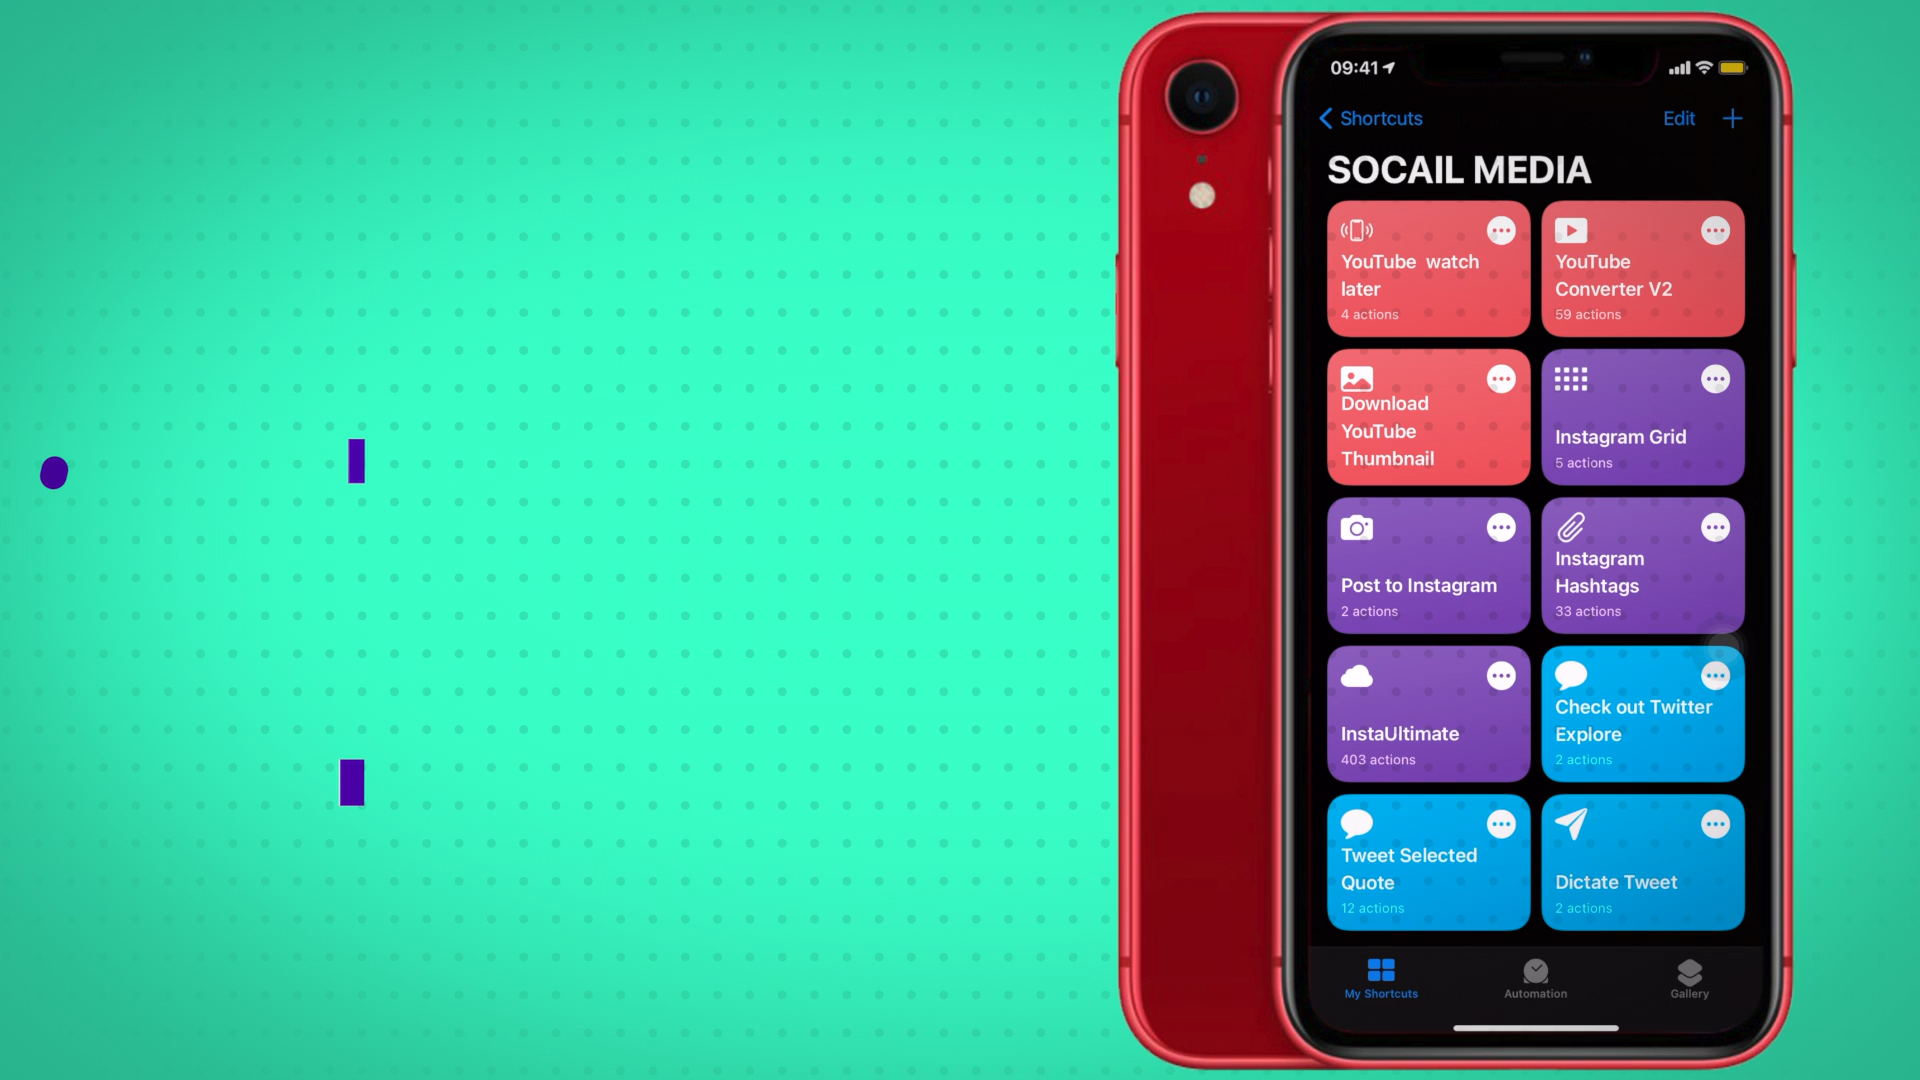 09:41
Shortcuts
Edit +
SOCAIL MEDIA
YouTube watch
later
4 actions
YouTube
Converter V2
59 actions
Download
YouTube
Thumbnail
Instagram Grid
5 actions
Post to Instagram
2 actions
Instagram
Hashtags
33 actions
InstaUltimate
403 actions
Check out Twitter
Explore
2 actions
Tweet Selected
Quote
12 actions
Dictate Tweet
2 actions
My Shortcuts
Automation
Gallery